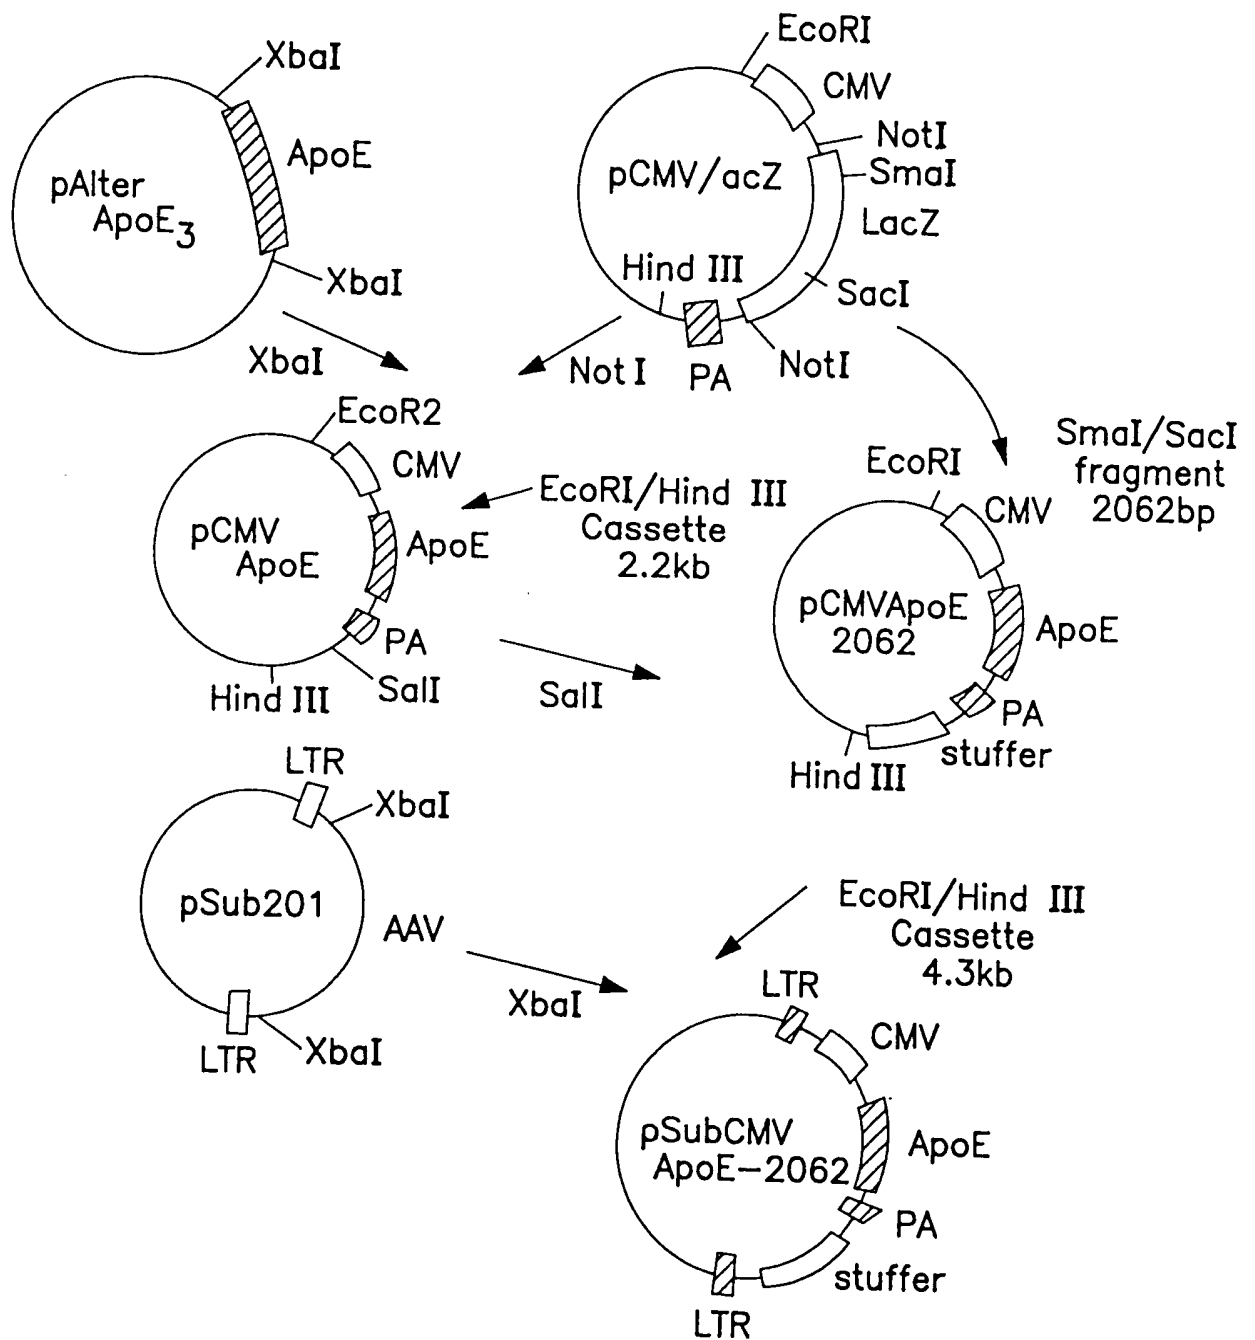 XbaI
ApoE
pAlter
ApoE3
XbaI
XbaI
EcoRI
CMV
NotI
SmaI
pCMV/acZ
LacZ
Hind III
SacI
NotI
Not I
PA
EcoR2
CMV
pCMV
ApoE
ApoE
PA
SalI
Hind III
EcoRI/Hind III
Cassette
2.2kb
SalI
SmaI/SacI
fragment
2062bp
EcoRI
CMV
pCMVApoE
2062
ApoE
PA
stuffer
Hind III
LTR
XbaI
pSub201
AAV
LTR
XbaI
XbaI
EcoRI/Hind III
Cassette
4.3kb
LTR
CMV
pSubCMV
ApoE-2062
ApoE
PA
stuffer
LTR